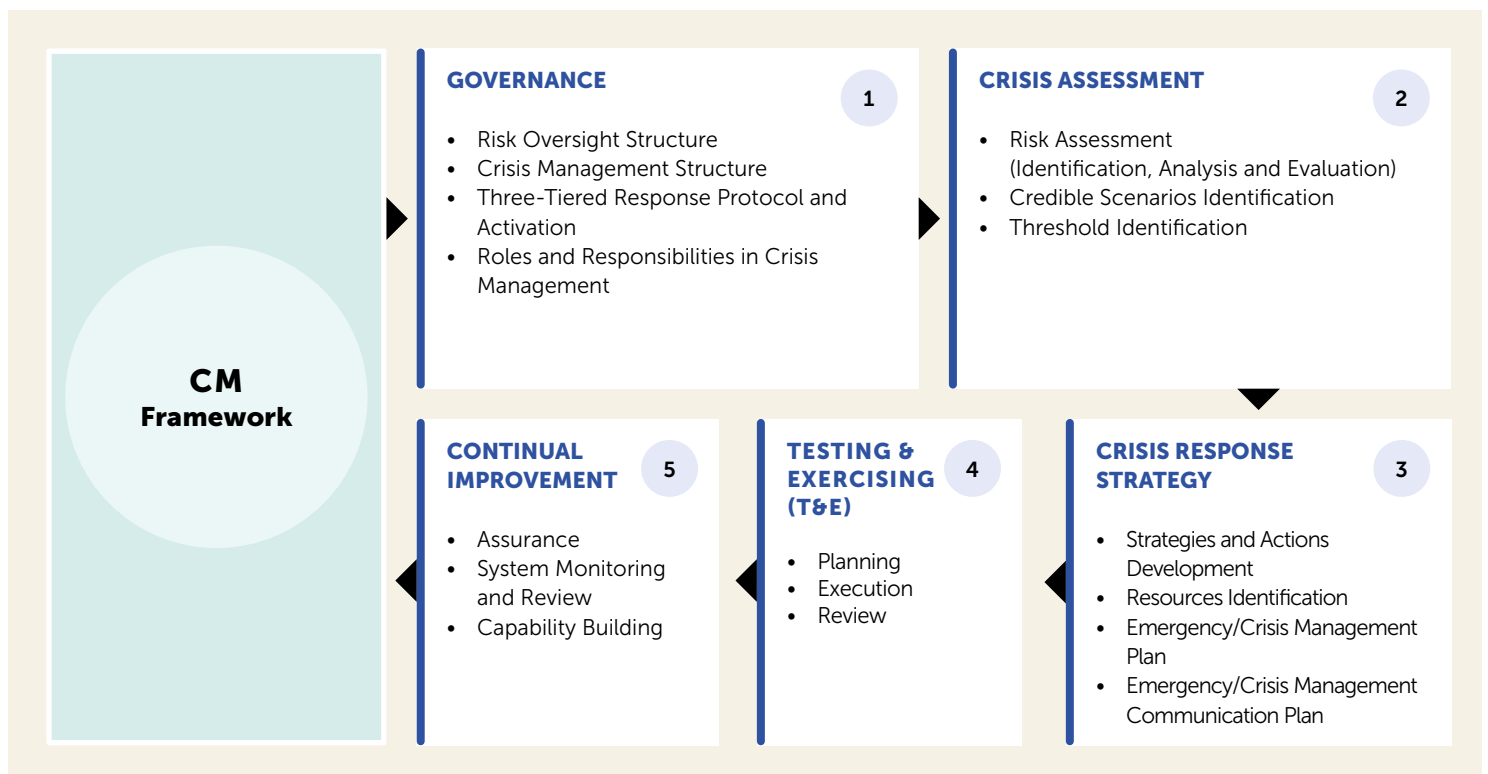 CM
Framework
GOVERNANCE
1
• Risk Oversight Structure
• Crisis Management Structure
• Three-Tiered Response Protocol and
Activation
• Roles and Responsibilities in Crisis
Management
CRISIS ASSESSMENT
2
• Risk Assessment
(Identification, Analysis and Evaluation)
• Credible Scenarios Identification
• Threshold Identification
CRISIS RESPONSE
STRATEGY
3
• Strategies and Actions
Development
• Resources Identification
• Emergency/Crisis Management
Plan
• Emergency/Crisis Management
Communication Plan
TESTING &
EXERCISING
(T&E)
4
• Planning
• Execution
• Review
CONTINUAL
IMPROVEMENT
5
• Assurance
• System Monitoring
and Review
• Capability Building